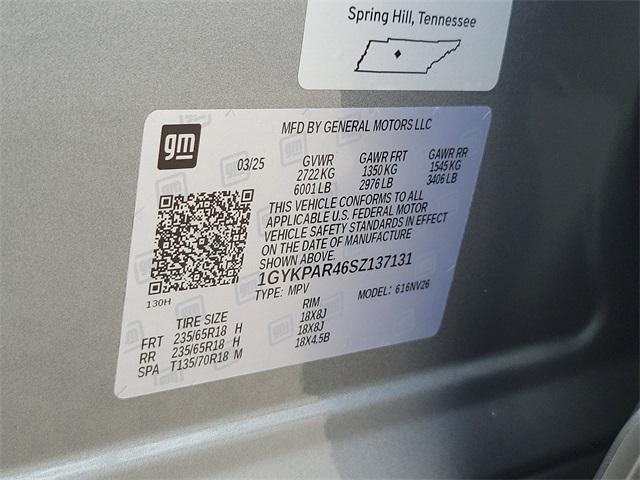 Spring Hill, Tennessee
gm
MFD BY GENERAL MOTORS LLC
03/25
GVWR GAWR FRT GAWR RR
2722 KG 1350 KG 1545 KG
6001 LB 2976 LB 3406 LB
THIS VEHICLE CONFORMS TO ALL
APPLICABLE U.S. FEDERAL MOTOR
VEHICLE SAFETY STANDARDS IN EFFECT
ON THE DATE OF MANUFACTURE
SHOWN ABOVE.
1GYKPAR46SZ137131
TYPE: MPV MODEL: 616NV26
130H
TIRE SIZE RIM
FRT 235/65R18 H 18X8J
RR 235/65R18 H 18X8J
SPA T135/70R18 M 18X4.5B